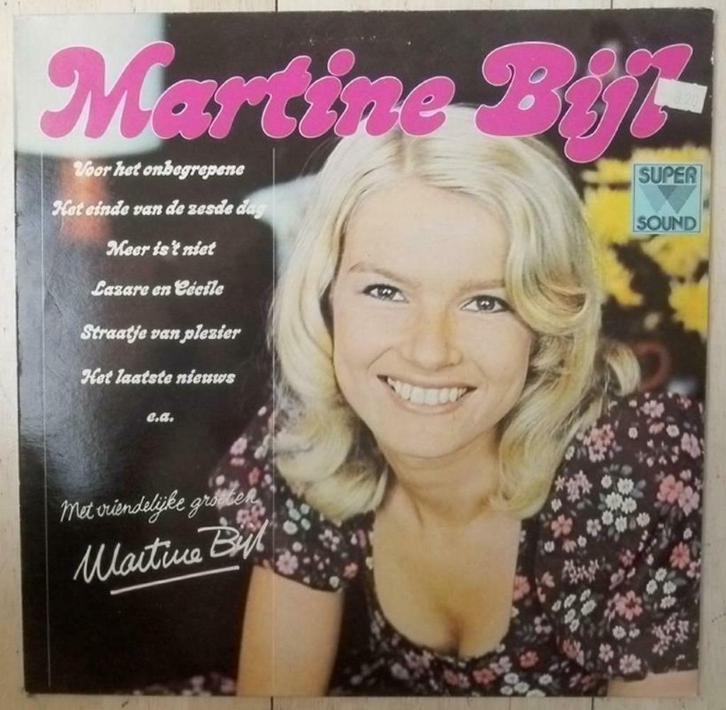 Martine Bijl
Voor het onbegrepene
Het einde van de zesde dag
Meer is 't niet
Lazare en Cécile
Straatje van plezier
Het laatste nieuws
e.a.
SUPER
SOUND
Met vriendelijke groeten
Martine Bijl